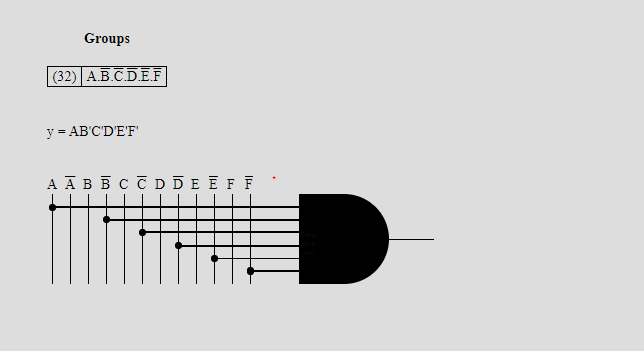 Groups
(32) A.B̅.C̅.D̅.E̅.F̅
y = AB'C'D'E'F'
A A̅ B B̅ C C̅ D D̅ E E̅ F F̅